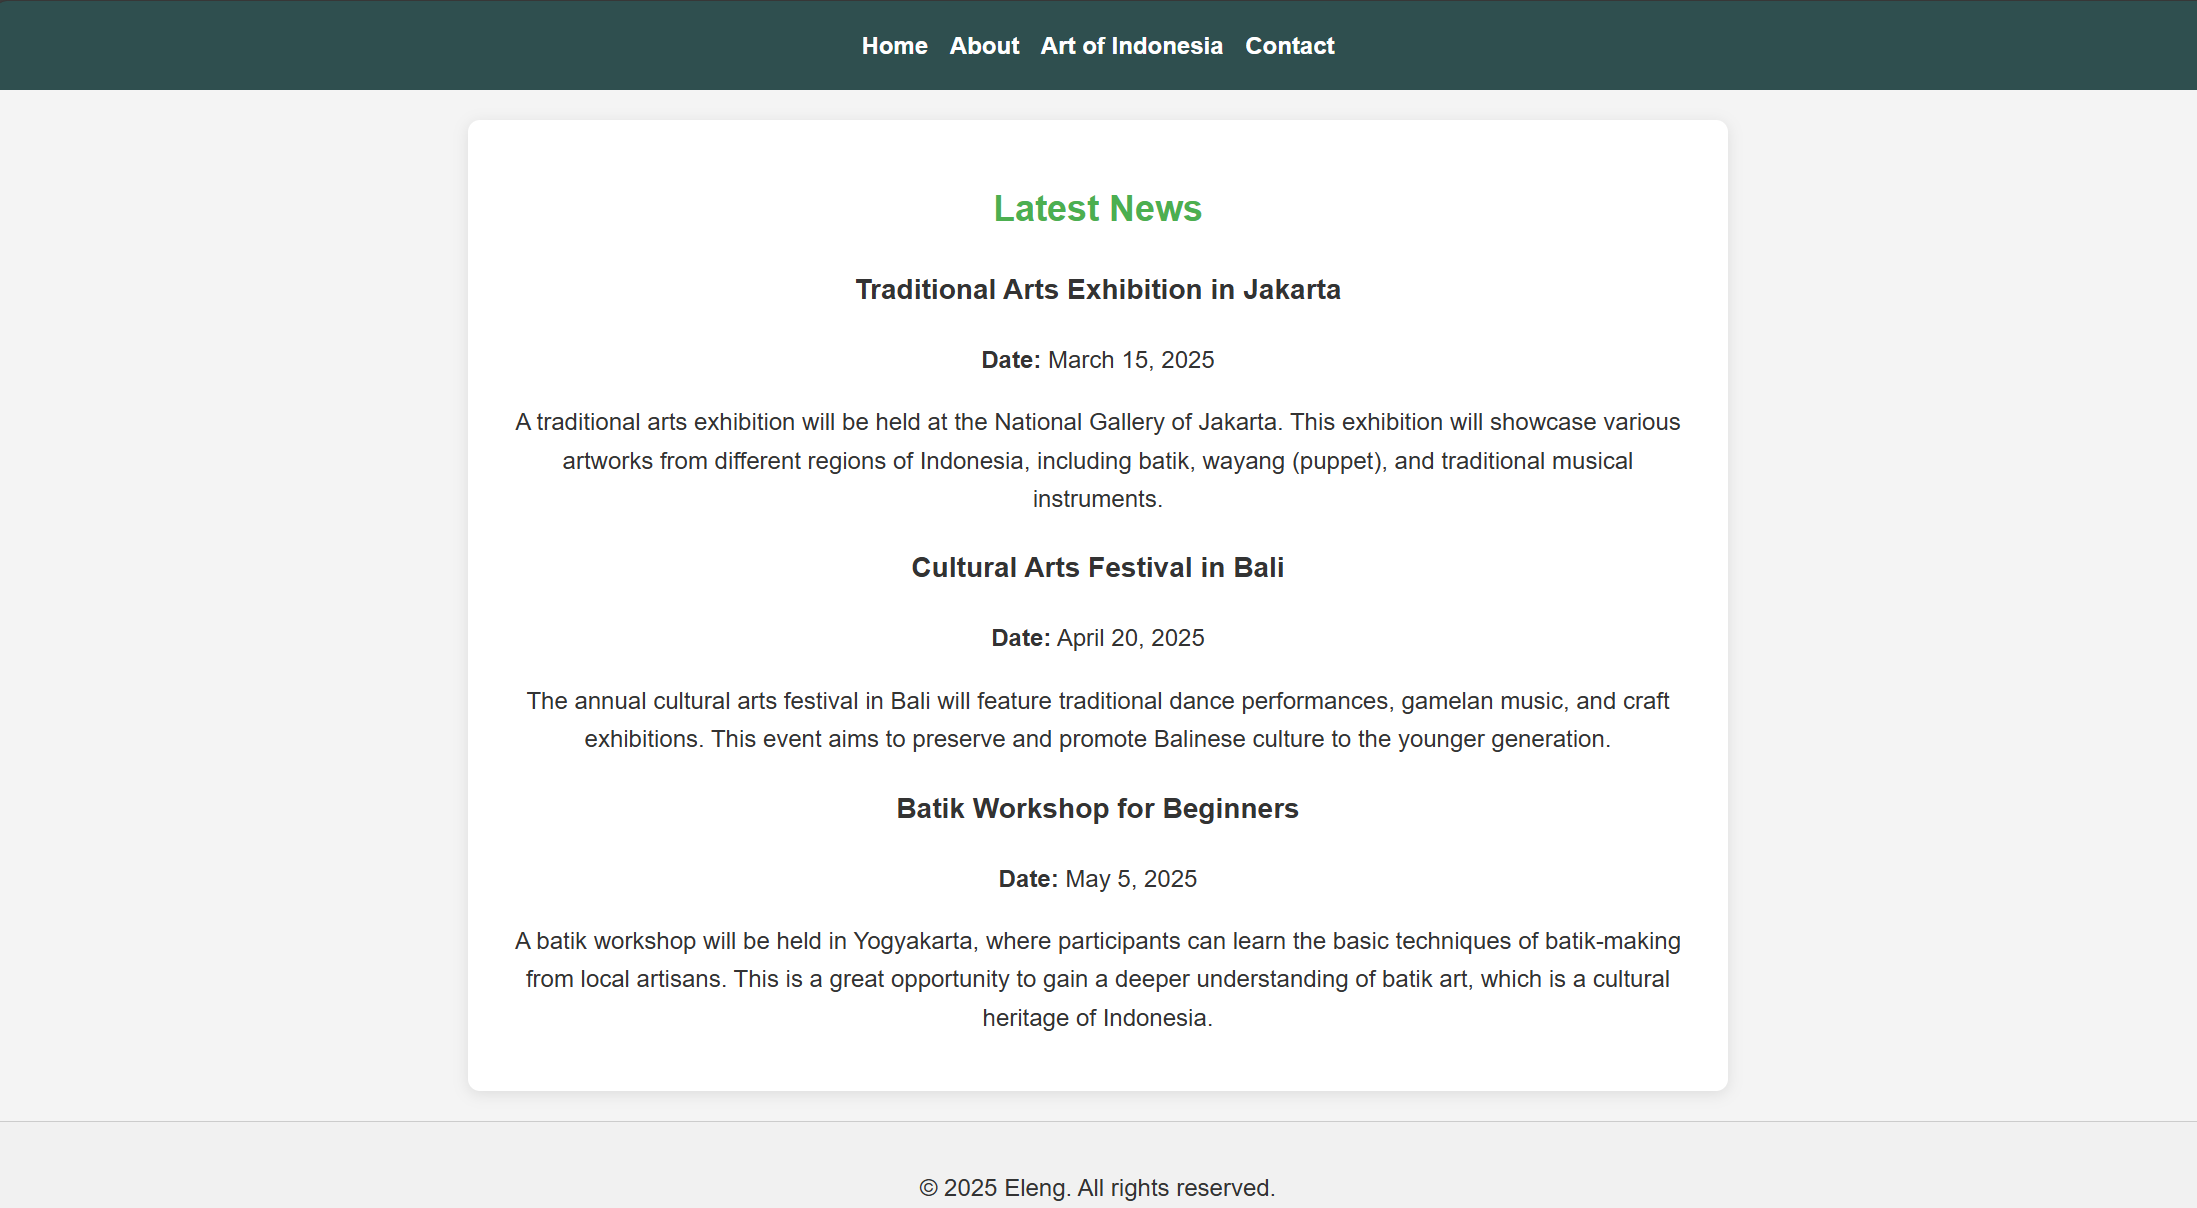 Home About Art of Indonesia Contact
Latest News
Traditional Arts Exhibition in Jakarta
Date: March 15, 2025
A traditional arts exhibition will be held at the National Gallery of Jakarta. This exhibition will showcase various
artworks from different regions of Indonesia, including batik, wayang (puppet), and traditional musical
instruments.
Cultural Arts Festival in Bali
Date: April 20, 2025
The annual cultural arts festival in Bali will feature traditional dance performances, gamelan music, and craft
exhibitions. This event aims to preserve and promote Balinese culture to the younger generation.
Batik Workshop for Beginners
Date: May 5, 2025
A batik workshop will be held in Yogyakarta, where participants can learn the basic techniques of batik-making
from local artisans. This is a great opportunity to gain a deeper understanding of batik art, which is a cultural
heritage of Indonesia.
© 2025 Eleng. All rights reserved.